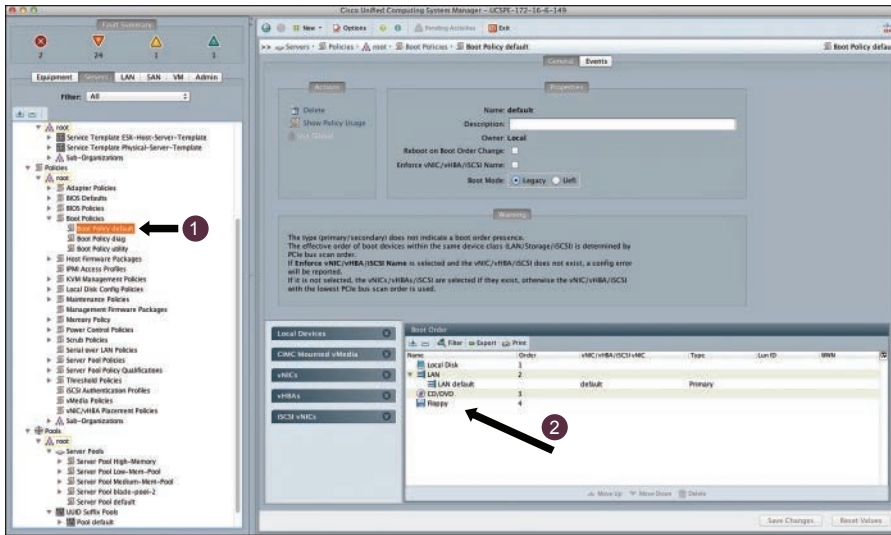 Cisco Unified Computing System Manager - UCSPE-172-16-6-149
Fault Summary
2 24 1 3
Equipment Servers LAN SAN VM Admin
Filter: All
root
Service Template ESX-Host-Server-Template
Service Template Physical-Server-Template
Sub-Organizations
Policies
root
Adapter Policies
BIOS Defaults
BIOS Policies
Boot Policies
Boot Policy default
Boot Policy diag
Boot Policy utility
Host Firmware Packages
IPMI Access Profiles
KVM Management Policies
Local Disk Config Policies
Maintenance Policies
Management Firmware Packages
Memory Policy
Power Control Policies
Scrub Policies
Serial over LAN Policies
Server Pool Policies
Server Pool Policy Qualifications
Threshold Policies
iSCSI Authentication Profiles
vMedia Policies
vNIC/vHBA Placement Policies
Sub-Organizations
Pools
root
Server Pools
Server Pool High-Memory
Server Pool Low-Mem-Pool
Server Pool Medium-Mem-Pool
Server Pool blade-pool-2
Server Pool default
UUID Suffix Pools
Pool default
1
New Options Pending Activities Exit
>> Servers Policies root Boot Policies Boot Policy default
Boot Policy defau
General Events
Actions
Delete
Show Policy Usage
Use Global
Properties
Name: default
Description:
Owner: Local
Reboot on Boot Order Change:
Enforce vNIC/vHBA/iSCSI Name:
Boot Mode: Legacy Uefi
Warning
The type (primary/secondary) does not indicate a boot order presence.
The effective order of boot devices within the same device class (LAN/Storage/iSCSI) is determined by
PCIe bus scan order.
If Enforce vNIC/vHBA/iSCSI Name is selected and the vNIC/vHBA/iSCSI does not exist, a config error
will be reported.
If it is not selected, the vNICs/vHBAs/iSCSI are selected if they exist, otherwise the vNIC/vHBA/iSCSI
with the lowest PCIe bus scan order is used.
Local Devices
CIMC Mounted vMedia
vNICs
vHBAs
iSCSI vNICs
Boot Order
Filter Export Print
Name Order vNIC/vHBA/iSCSI vNIC Type Lun ID WWN
Local Disk 1
LAN 2
LAN default default Primary
CD/DVD 3
Floppy 4
2
Move Up Move Down Delete
Save Changes Reset Values